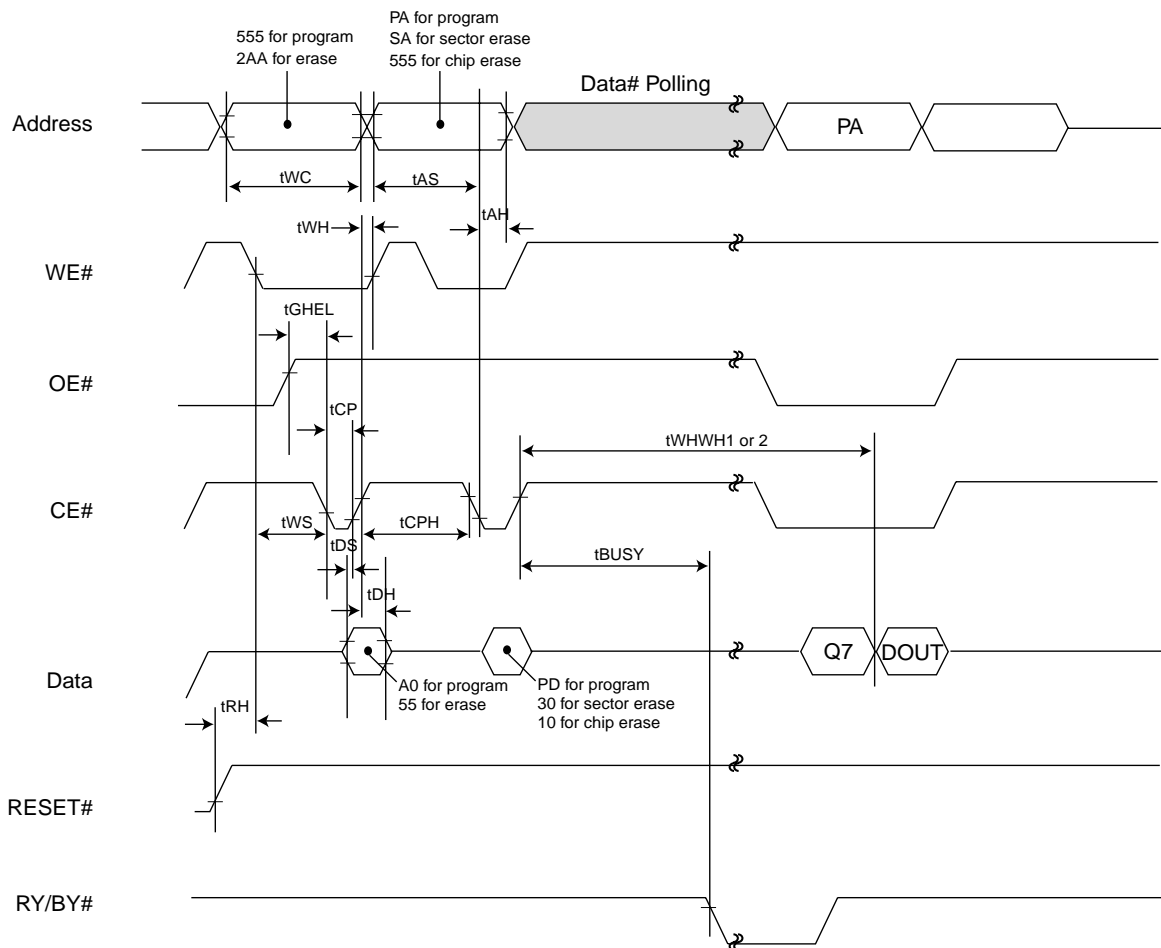 555 for program
2AA for erase
PA for program
SA for sector erase
555 for chip erase
Data# Polling
Address
PA
tWC
tAS
tWH
tAH
WE#
tGHEL
OE#
tCP
tWHWH1 or 2
CE#
tWS
tCPH
tDS
tBUSY
tDH
Data
Q7
DOUT
A0 for program
55 for erase
PD for program
30 for sector erase
10 for chip erase
tRH
RESET#
RY/BY#